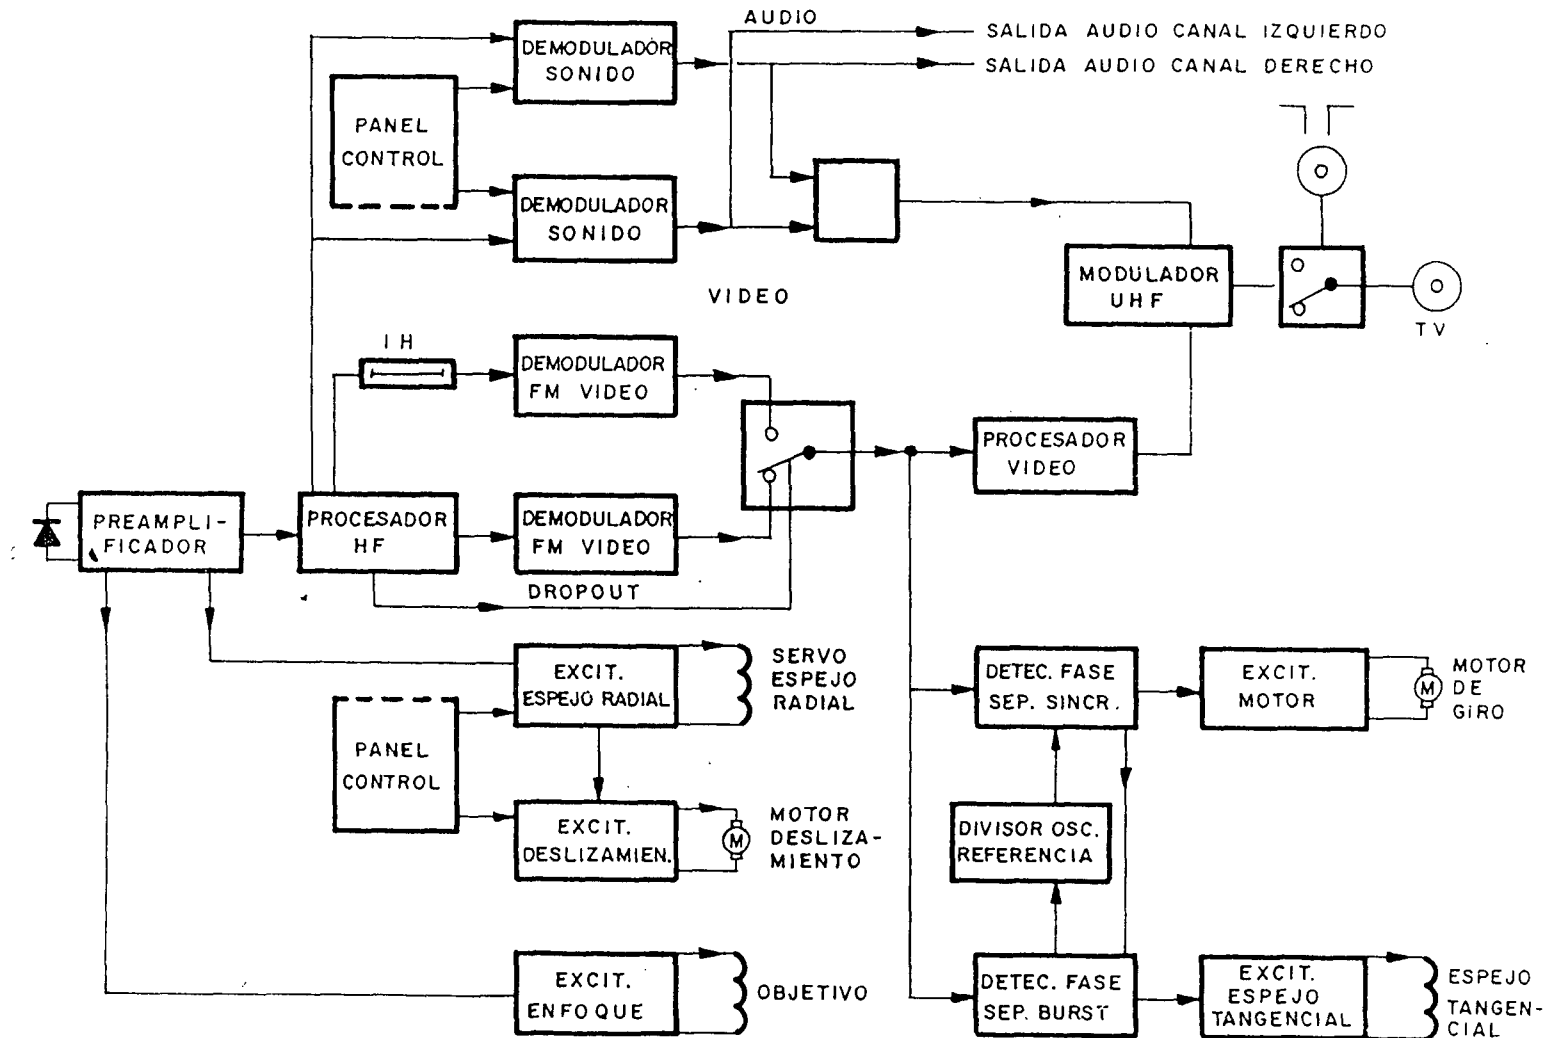 AUDIO
SALIDA AUDIO CANAL IZQUIERDO
SALIDA AUDIO CANAL DERECHO
DEMODULADOR
SONIDO
PANEL
CONTROL
DEMODULADOR
SONIDO
MODULADOR
UHF
TV
VIDEO
1 H
DEMODULADOR
FM VIDEO
PROCESADOR
VIDEO
PREAMPLI-
FICADOR
PROCESADOR
HF
DEMODULADOR
FM VIDEO
DROPOUT
EXCIT.
ESPEJO RADIAL
SERVO
ESPEJO
RADIAL
DETEC. FASE
SEP. SINCR.
EXCIT.
MOTOR
M
MOTOR
DE
GIRO
PANEL
CONTROL
EXCIT.
DESLIZAMIEN.
M
MOTOR
DESLIZA-
MIENTO
DIVISOR OSC.
REFERENCIA
EXCIT.
ENFOQUE
OBJETIVO
DETEC. FASE
SEP. BURST
EXCIT.
ESPEJO
TANGENCIAL
ESPEJO
TANGEN-
CIAL